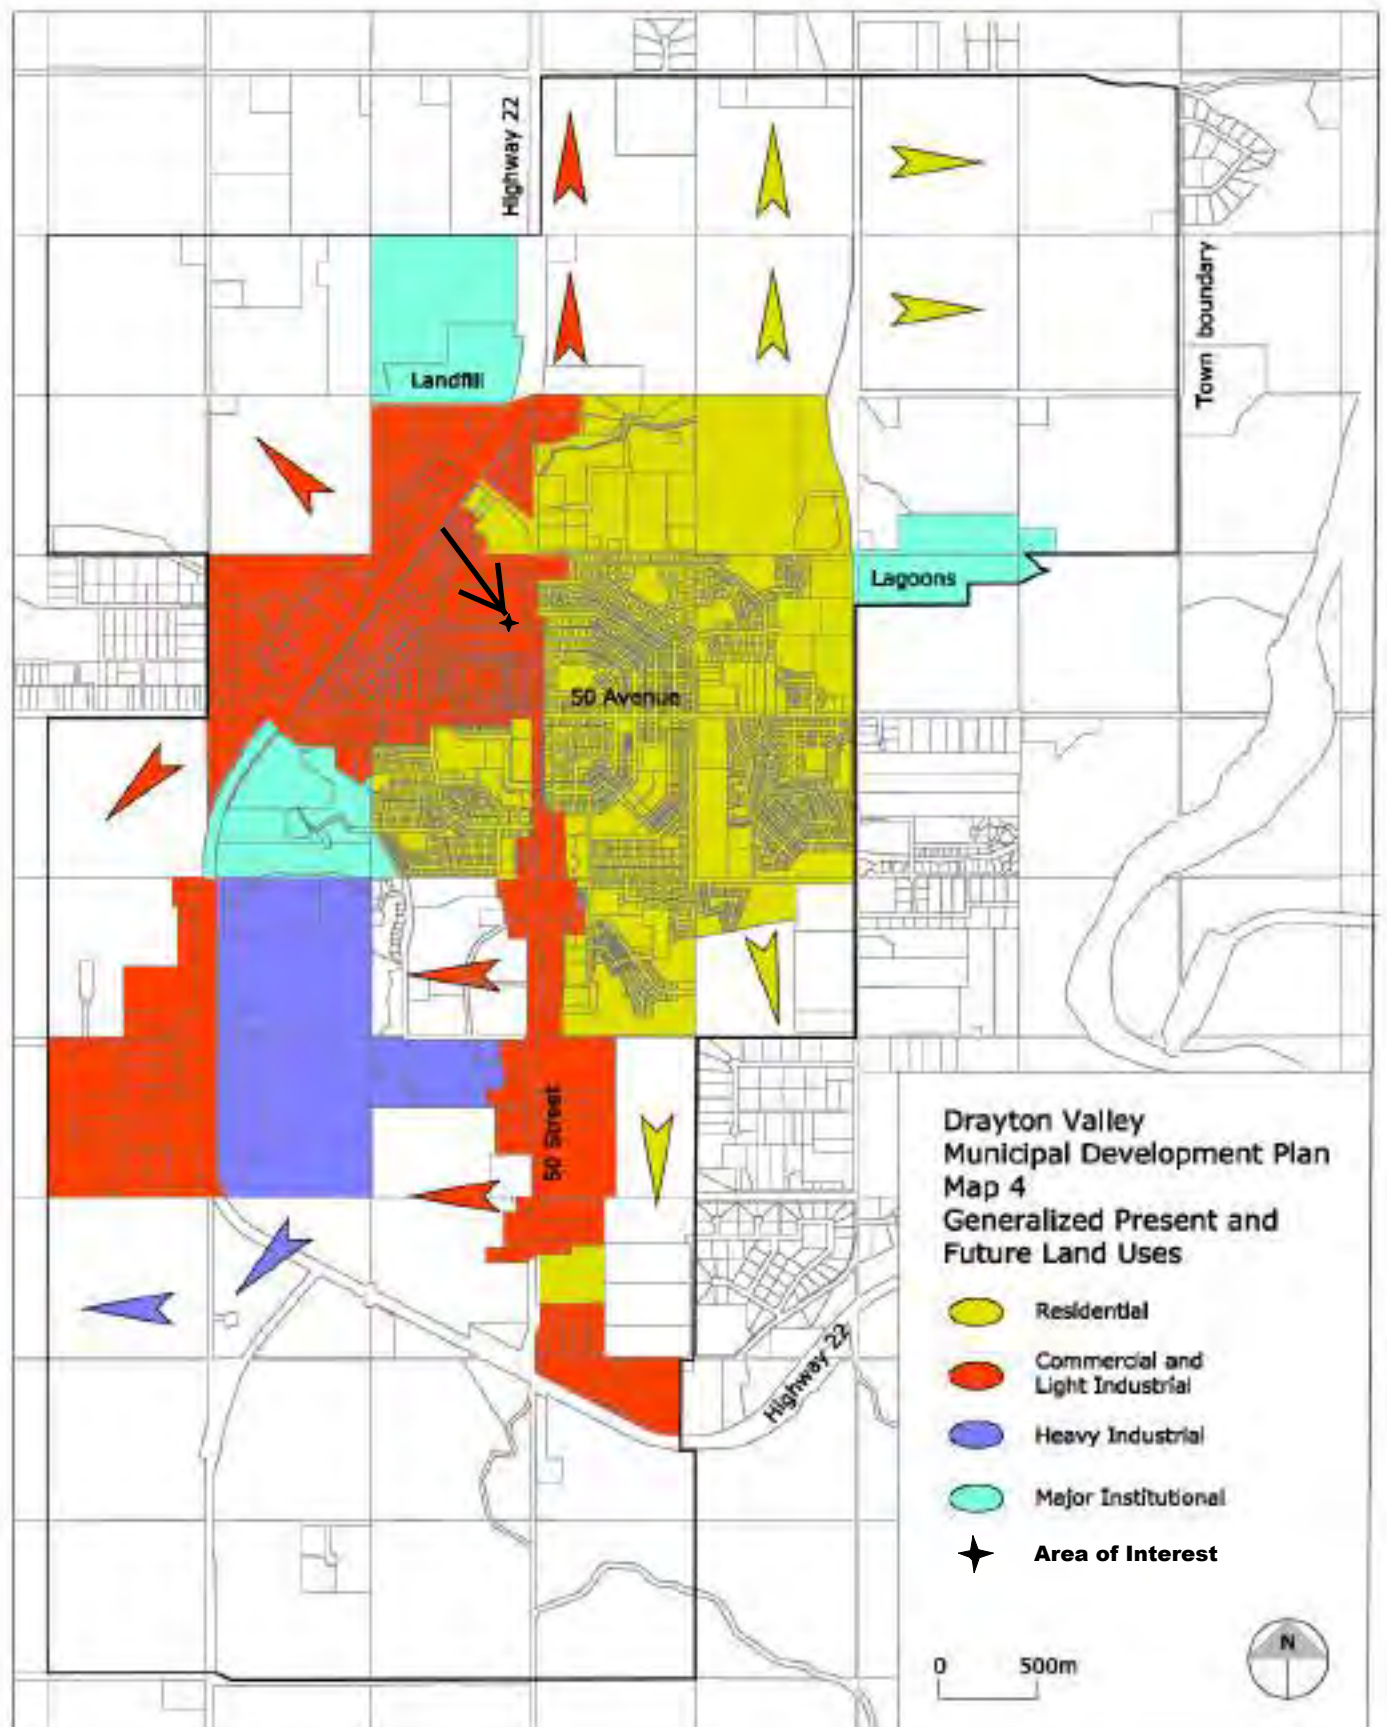 Highway 22
Town boundary
Landfill
Lagoons
50 Avenue
50 Street
Highway 22
Drayton Valley
Municipal Development Plan
Map 4
Generalized Present and
Future Land Uses
Residential
Commercial and
Light Industrial
Heavy Industrial
Major Institutional
Area of Interest
N
0 500m